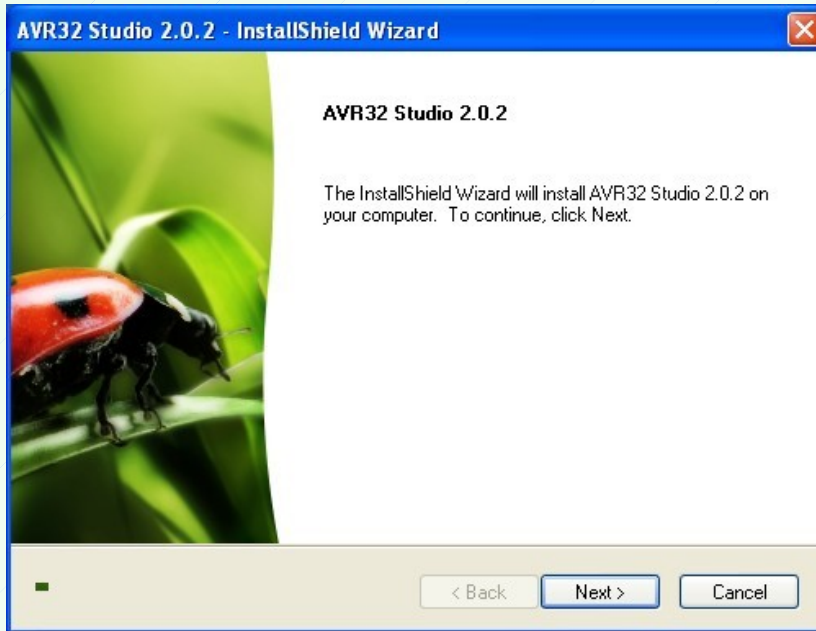 AVR32 Studio 2.0.2 - InstallShield Wizard
AVR32 Studio 2.0.2
The InstallShield Wizard will install AVR32 Studio 2.0.2 on
your computer. To continue, click Next.
< Back Next > Cancel